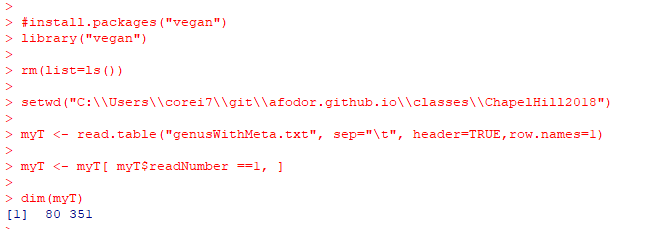 >
> #install.packages("vegan")
> library("vegan")
>
> rm(list=ls())
>
> setwd("C:\\Users\\corei7\\git\\afodor.github.io\\classes\\ChapelHill2018")
>
> myT <- read.table("genusWithMeta.txt", sep="\t", header=TRUE,row.names=1)
>
> myT <- myT[ myT$readNumber ==1, ]
>
> dim(myT)
[1]  80 351
>